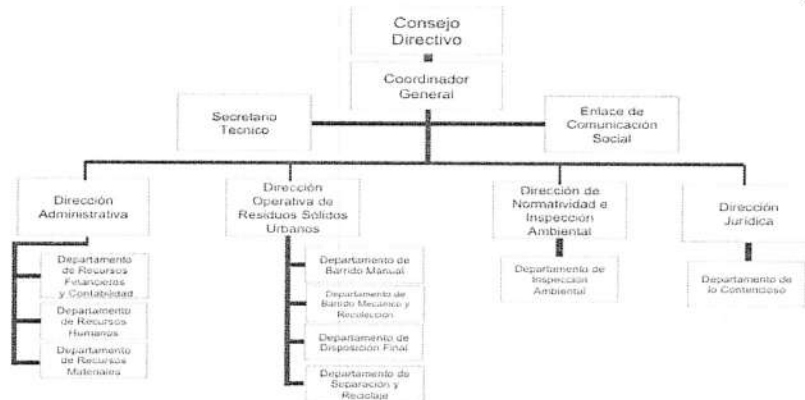 Consejo
Directivo
Coordinador
General
Secretario
Técnico
Enlace de
Comunicación
Social
Dirección
Administrativa
Dirección
Operativa de
Residuos Sólidos
Urbanos
Dirección de
Normatividad e
Inspección
Ambiental
Dirección
Jurídica
Departamento
de Recursos
Financieros
y Contabilidad
Departamento
de Recursos
Humanos
Departamento
de Recursos
Materiales
Departamento de
Barrido Manual
Departamento de
Barrido Mecánico y
Recolección
Departamento de
Disposición Final
Departamento de
Separación y
Reciclaje
Departamento de
Inspección
Ambiental
Departamento de
lo Contencioso